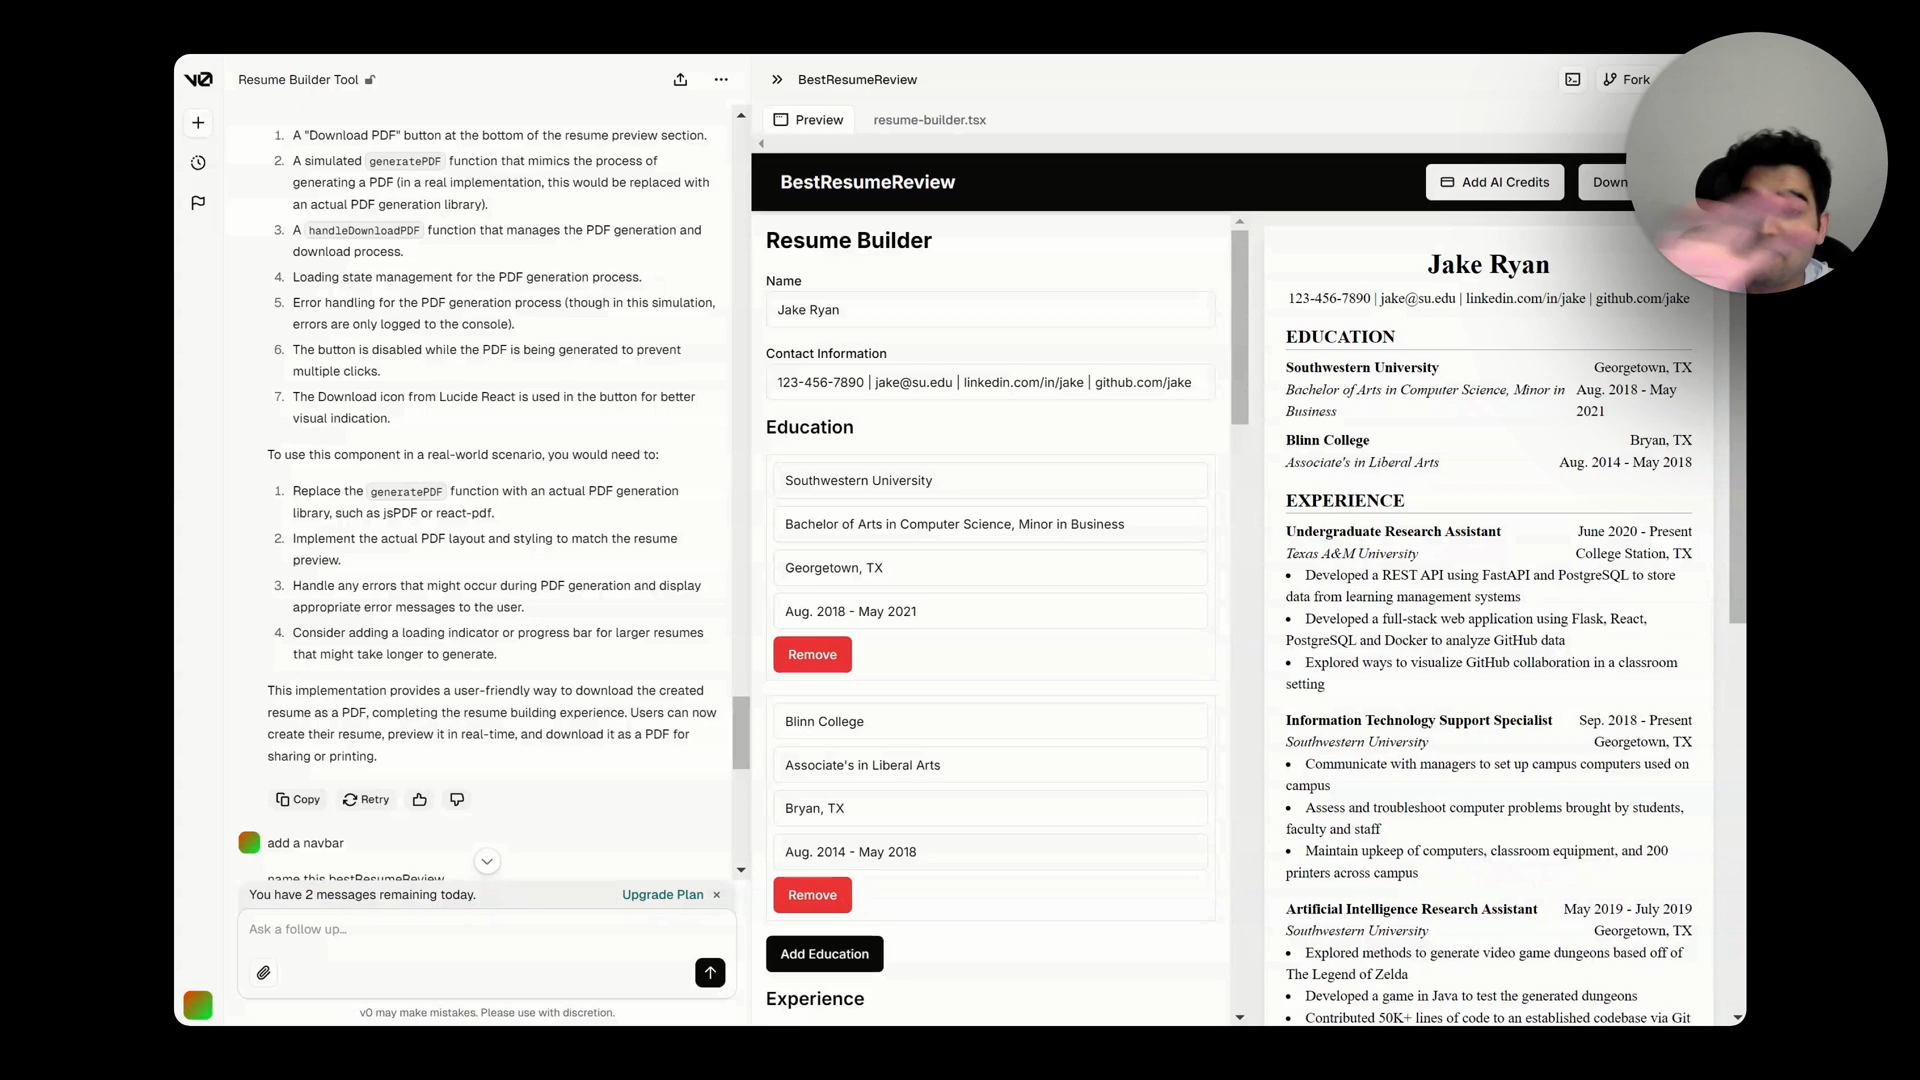 v0
Resume Builder Tool
1. A "Download PDF" button at the bottom of the resume preview section.
2. A simulated generatePDF function that mimics the process of
generating a PDF (in a real implementation, this would be replaced with
an actual PDF generation library).
3. A handleDownloadPDF function that manages the PDF generation and
download process.
4. Loading state management for the PDF generation process.
5. Error handling for the PDF generation process (though in this simulation,
errors are only logged to the console).
6. The button is disabled while the PDF is being generated to prevent
multiple clicks.
7. The Download icon from Lucide React is used in the button for better
visual indication.
To use this component in a real-world scenario, you would need to:
1. Replace the generatePDF function with an actual PDF generation
library, such as jsPDF or react-pdf.
2. Implement the actual PDF layout and styling to match the resume
preview.
3. Handle any errors that might occur during PDF generation and display
appropriate error messages to the user.
4. Consider adding a loading indicator or progress bar for larger resumes
that might take longer to generate.
This implementation provides a user-friendly way to download the created
resume as a PDF, completing the resume building experience. Users can now
create their resume, preview it in real-time, and download it as a PDF for
sharing or printing.
Copy Retry
add a navbar
name this bestResumeReview
You have 2 messages remaining today. Upgrade Plan ×
Ask a follow up...
v0 may make mistakes. Please use with discretion.
BestResumeReview
Fork
Preview resume-builder.tsx
BestResumeReview
Add AI Credits
Down
Resume Builder
Name
Jake Ryan
Contact Information
123-456-7890 | jake@su.edu | linkedin.com/in/jake | github.com/jake
Education
Southwestern University
Bachelor of Arts in Computer Science, Minor in Business
Georgetown, TX
Aug. 2018 - May 2021
Remove
Blinn College
Associate's in Liberal Arts
Bryan, TX
Aug. 2014 - May 2018
Remove
Add Education
Experience
Jake Ryan
123-456-7890 | jake@su.edu | linkedin.com/in/jake | github.com/jake
EDUCATION
Southwestern University Georgetown, TX
Bachelor of Arts in Computer Science, Minor in Aug. 2018 - May
Business 2021
Blinn College Bryan, TX
Associate's in Liberal Arts Aug. 2014 - May 2018
EXPERIENCE
Undergraduate Research Assistant June 2020 - Present
Texas A&M University College Station, TX
• Developed a REST API using FastAPI and PostgreSQL to store
data from learning management systems
• Developed a full-stack web application using Flask, React,
PostgreSQL and Docker to analyze GitHub data
• Explored ways to visualize GitHub collaboration in a classroom
setting
Information Technology Support Specialist Sep. 2018 - Present
Southwestern University Georgetown, TX
• Communicate with managers to set up campus computers used on
campus
• Assess and troubleshoot computer problems brought by students,
faculty and staff
• Maintain upkeep of computers, classroom equipment, and 200
printers across campus
Artificial Intelligence Research Assistant May 2019 - July 2019
Southwestern University Georgetown, TX
• Explored methods to generate video game dungeons based off of
The Legend of Zelda
• Developed a game in Java to test the generated dungeons
• Contributed 50K+ lines of code to an established codebase via Git